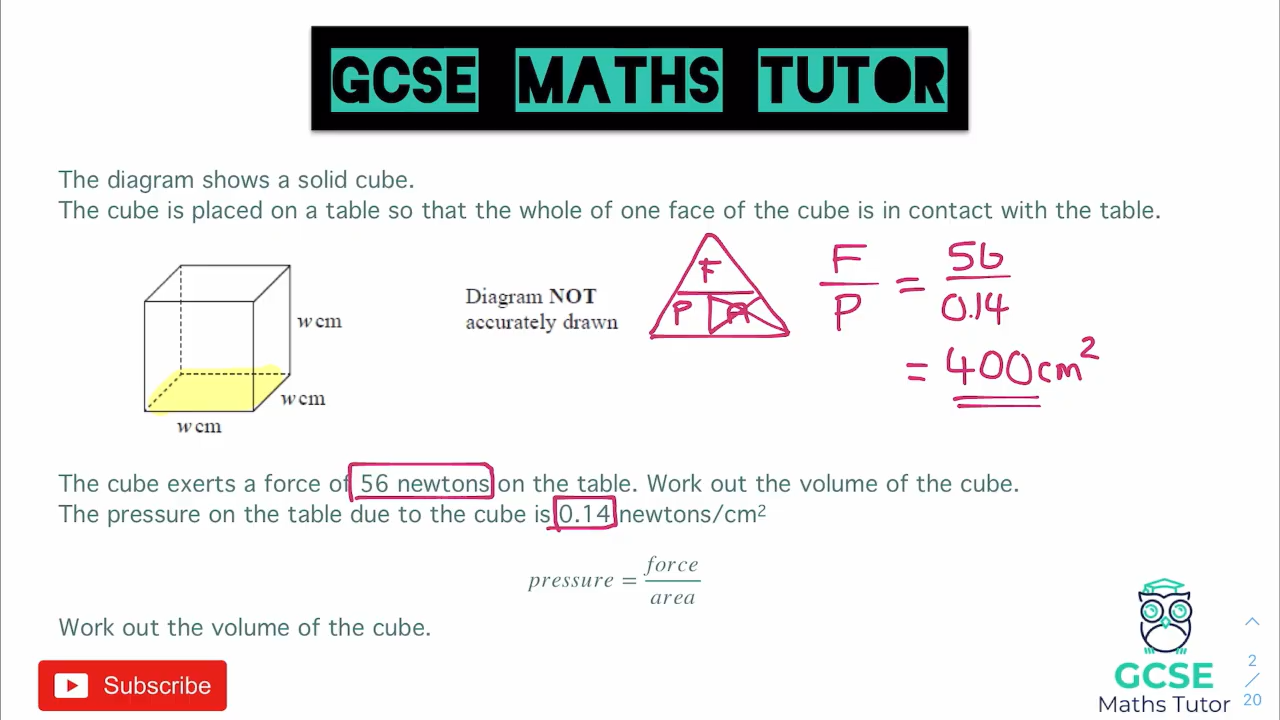 GCSE MATHS TUTOR
The diagram shows a solid cube.
The cube is placed on a table so that the whole of one face of the cube is in contact with the table.
w cm
w cm
w cm
Diagram NOT
accurately drawn
F
P A
F/P = 56/0.14
= 400cm²
The cube exerts a force of 56 newtons on the table. Work out the volume of the cube.
The pressure on the table due to the cube is 0.14 newtons/cm²
pressure = force/area
Work out the volume of the cube.
Subscribe
GCSE
Maths Tutor
2
/
20